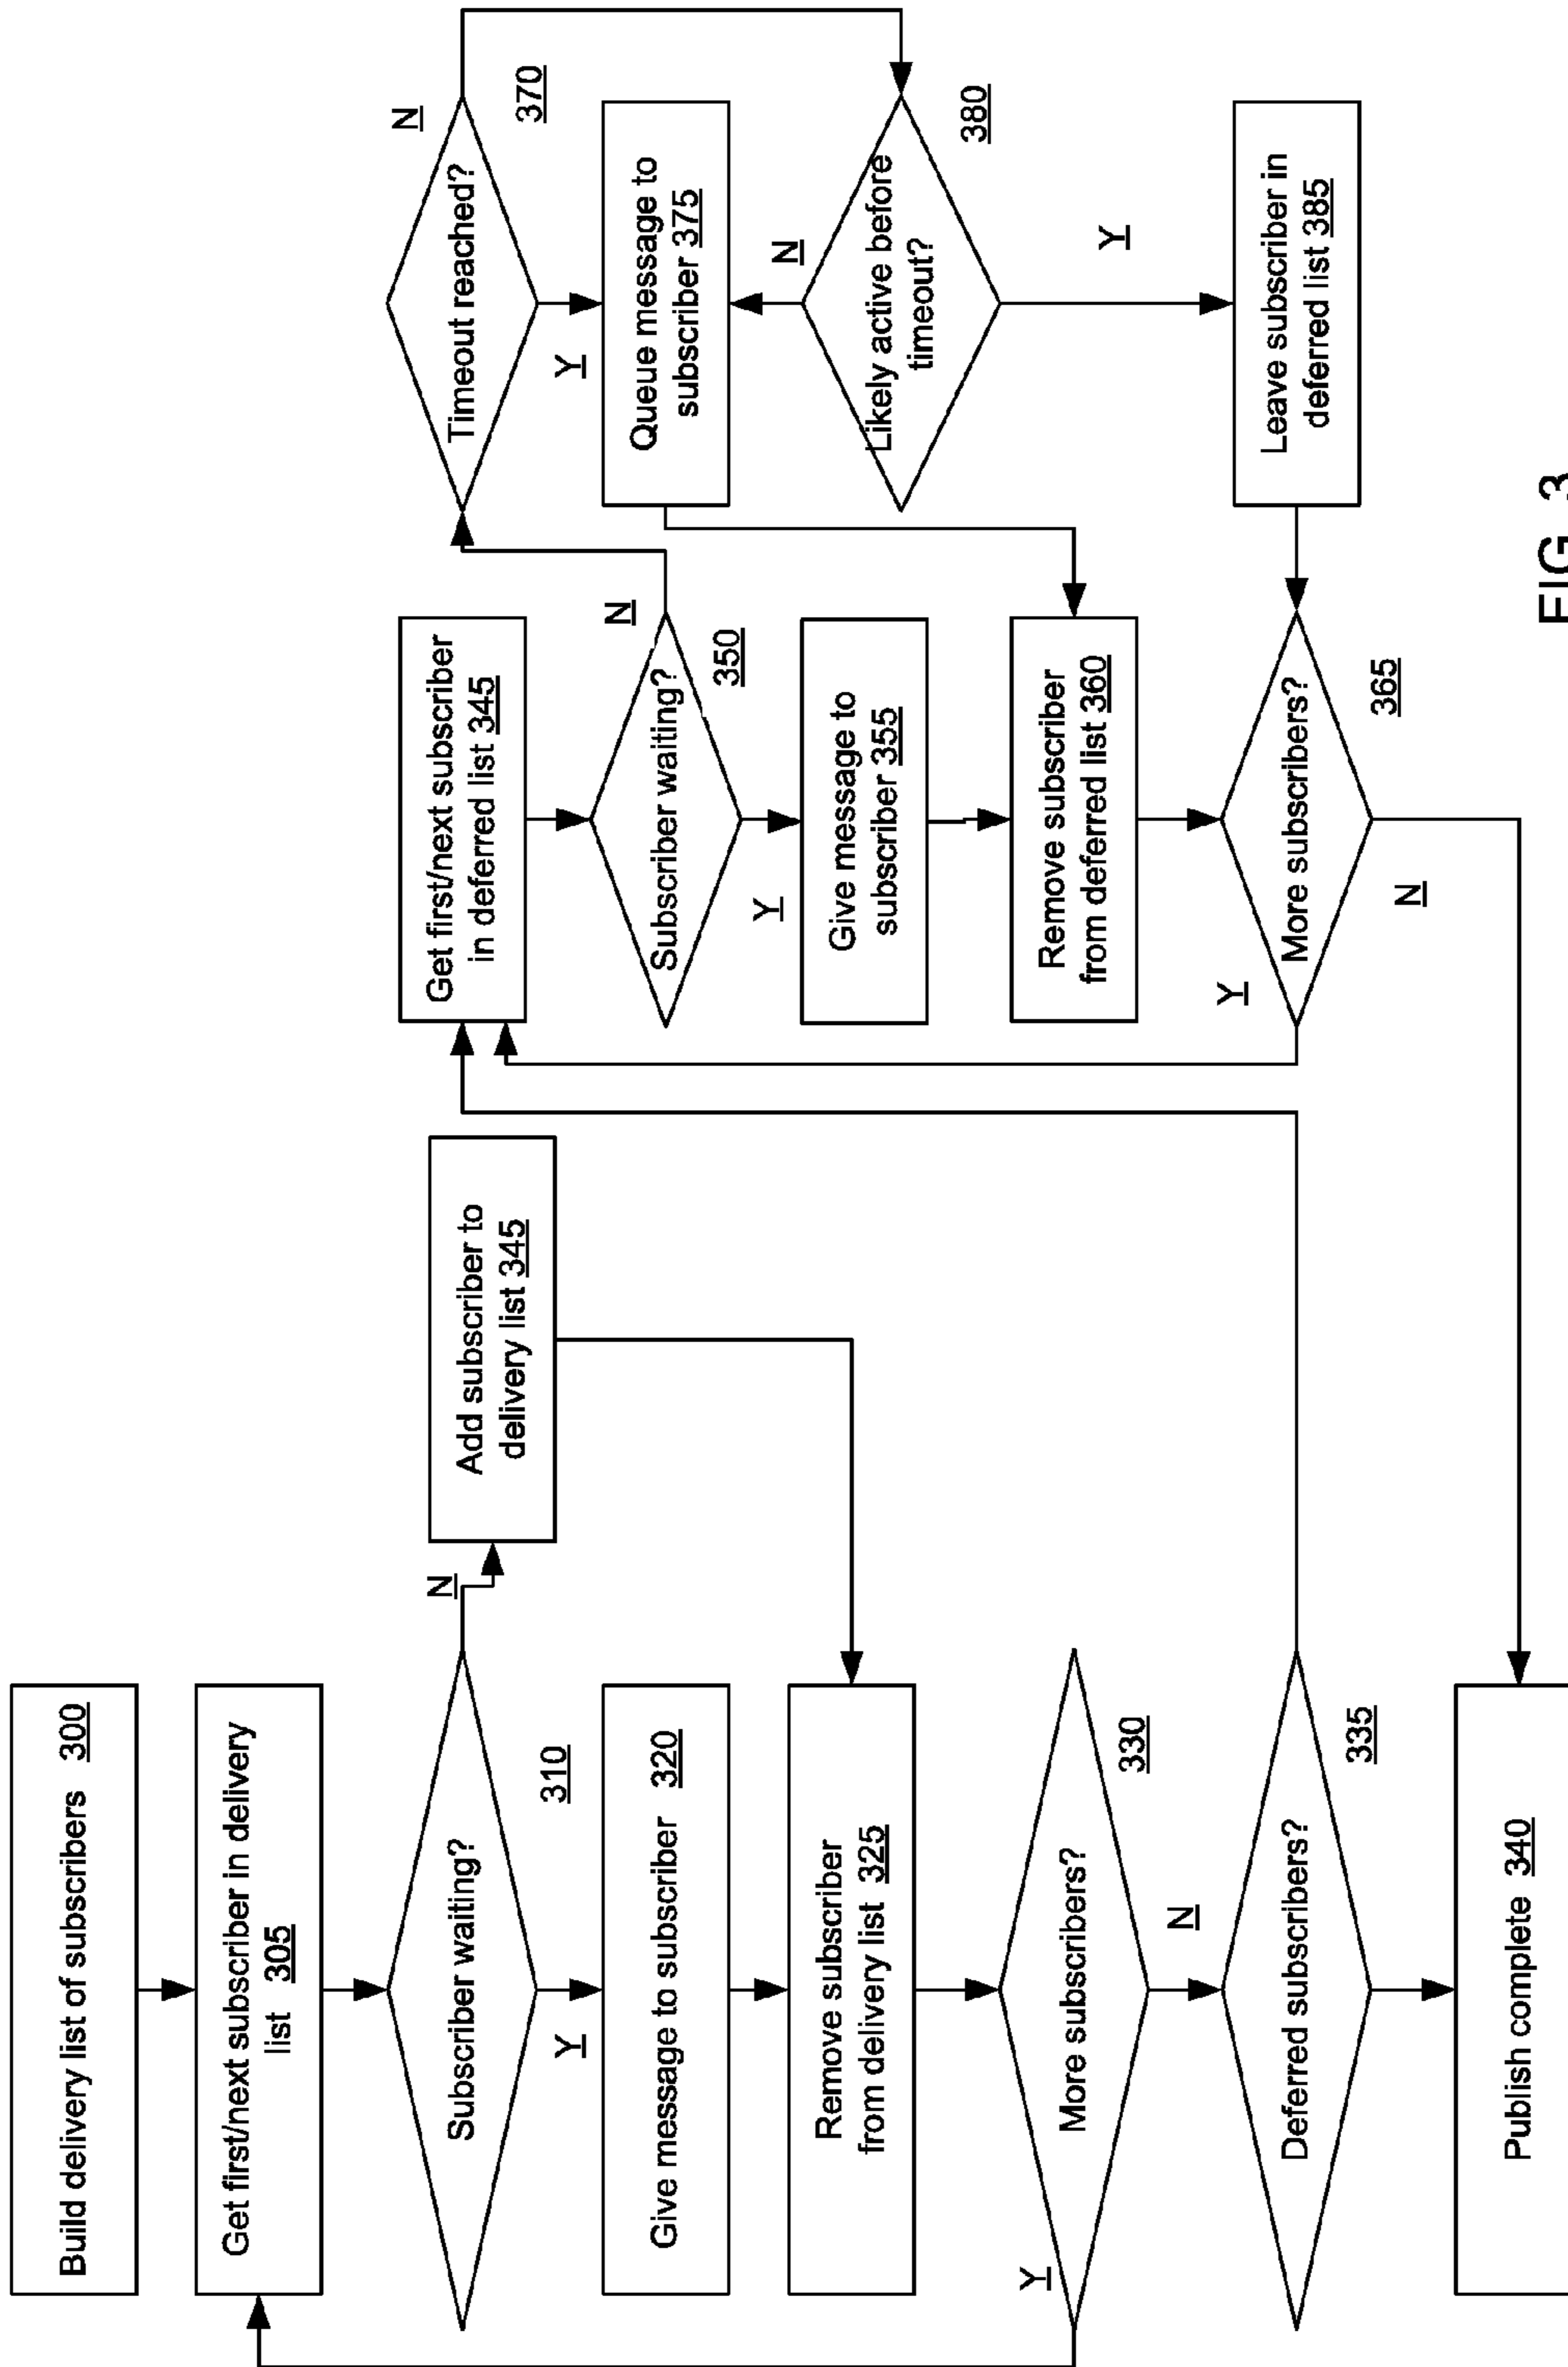 Build delivery list of subscribers 300
Get first/next subscriber in delivery
list 305
Subscriber waiting?
310
N
Y
Add subscriber to
delivery list 345
Give message to subscriber 320
Remove subscriber
from delivery list 325
More subscribers?
330
Y
N
Deferred subscribers?
335
Publish complete 340
Get first/next subscriber
in deferred list 345
Subscriber waiting?
350
N
Y
Give message to
subscriber 355
Remove subscriber
from deferred list 360
More subscribers?
365
Y
N
Timeout reached?
370
N
Y
Queue message to
subscriber 375
Likely active before
timeout?
380
N
Y
Leave subscriber in
deferred list 385
FIG. 3